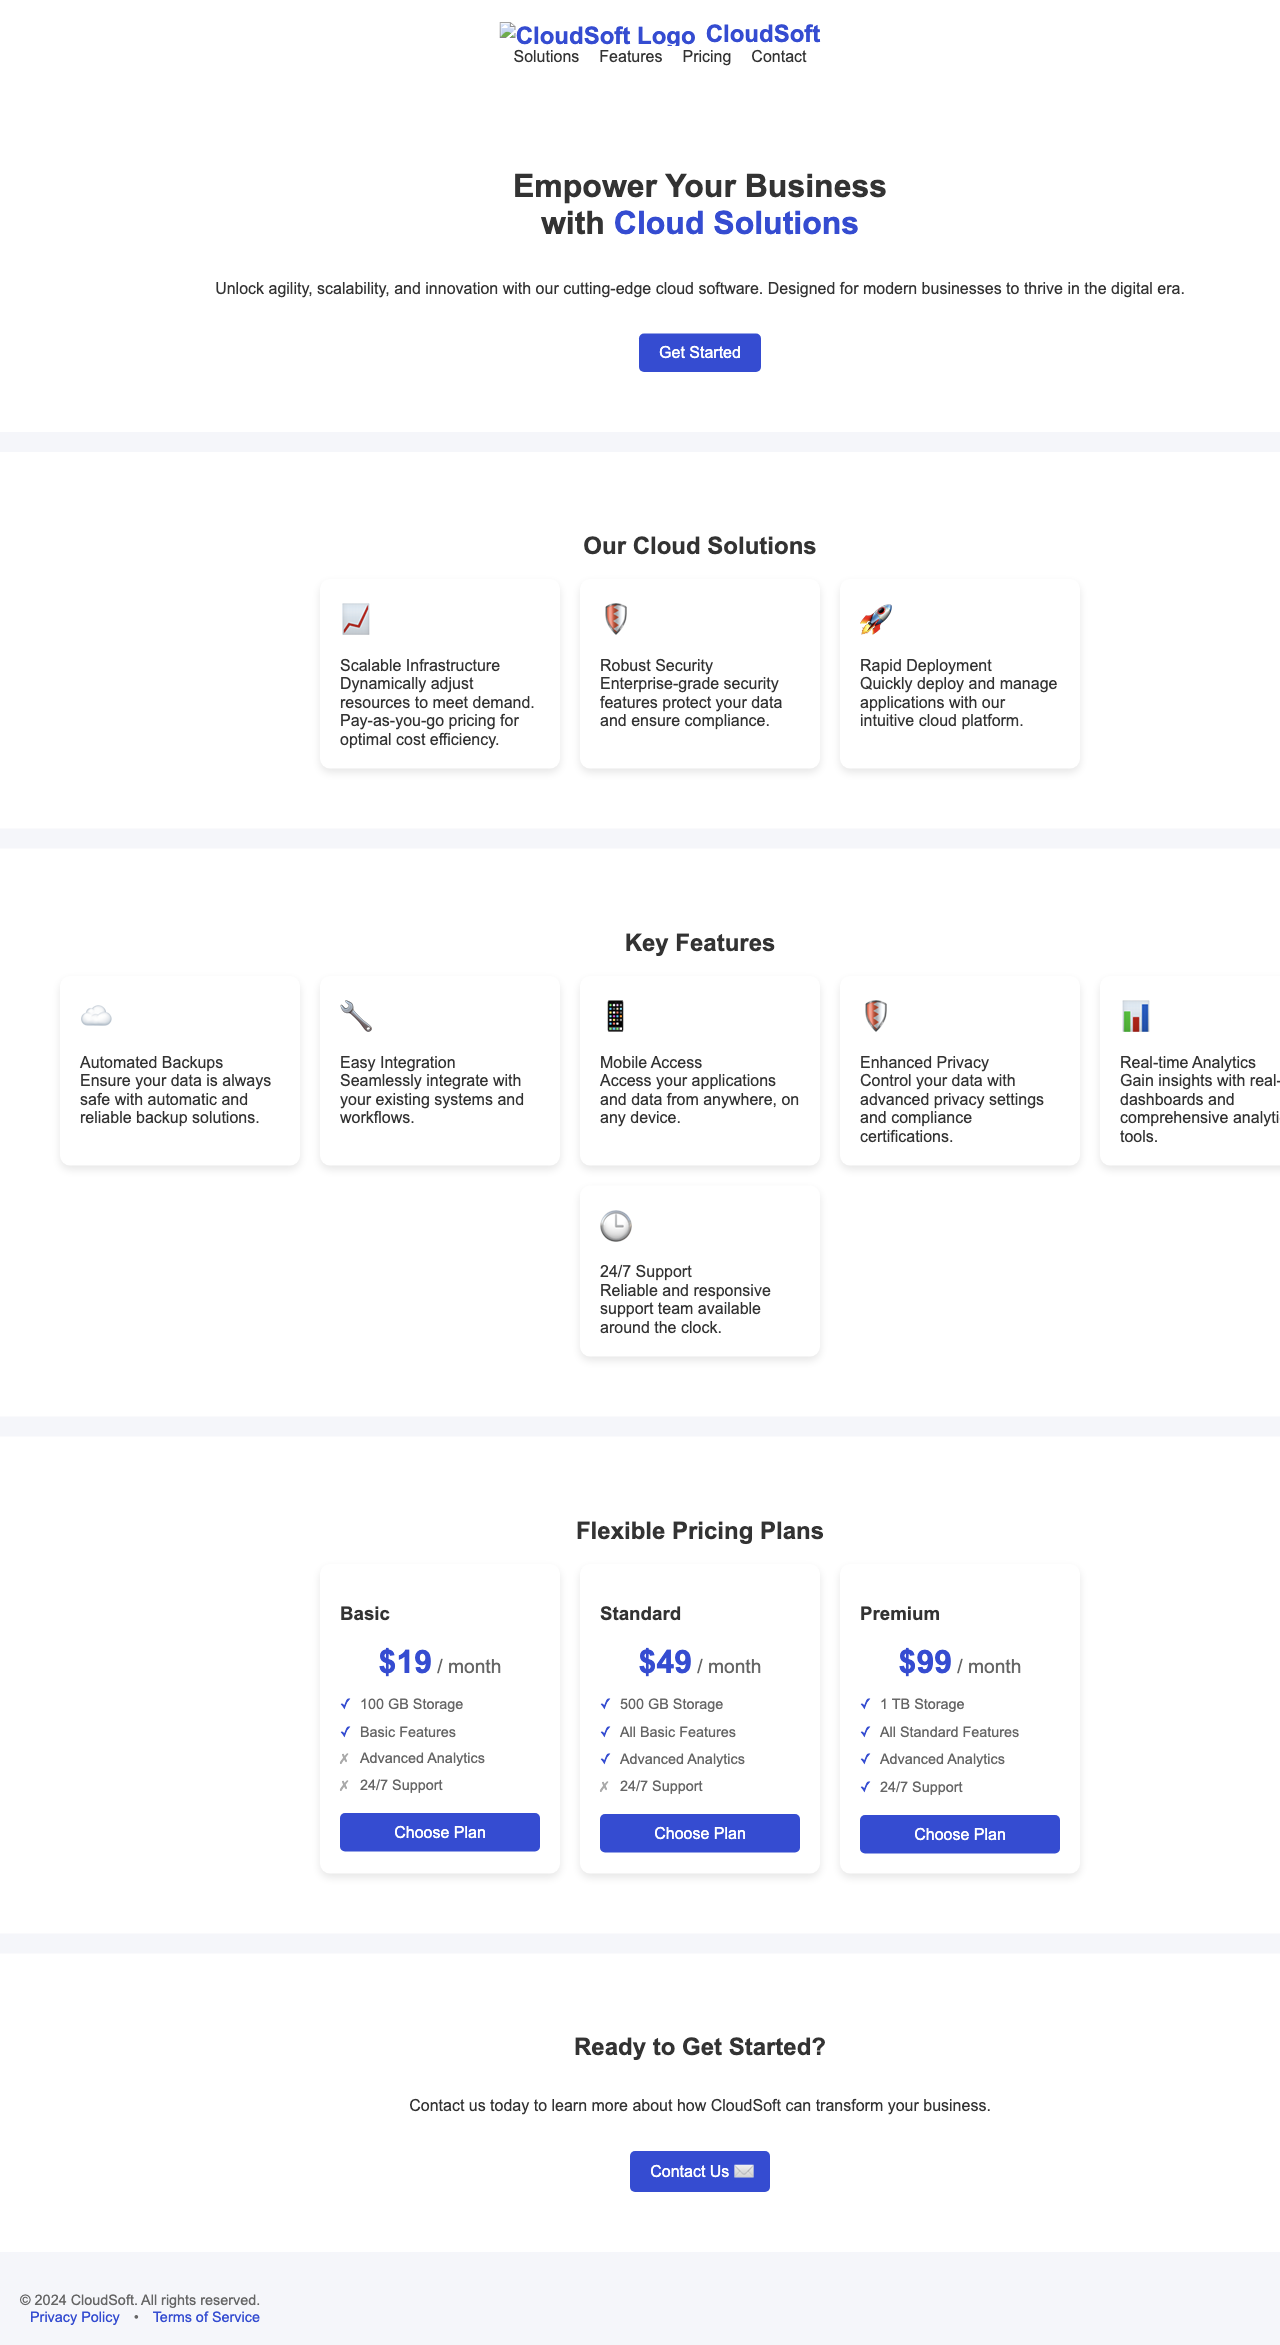 CloudSoft Logo CloudSoft
Solutions Features Pricing Contact
Empower Your Business
with Cloud Solutions
Unlock agility, scalability, and innovation with our cutting-edge cloud software. Designed for modern businesses to thrive in the digital era.
Get Started
Our Cloud Solutions
Scalable Infrastructure
Dynamically adjust
resources to meet demand.
Pay-as-you-go pricing for
optimal cost efficiency.
Robust Security
Enterprise-grade security
features protect your data
and ensure compliance.
Rapid Deployment
Quickly deploy and manage
applications with our
intuitive cloud platform.
Key Features
Automated Backups
Ensure your data is always
safe with automatic and
reliable backup solutions.
Easy Integration
Seamlessly integrate with
your existing systems and
workflows.
Mobile Access
Access your applications
and data from anywhere, on
any device.
Enhanced Privacy
Control your data with
advanced privacy settings
and compliance
certifications.
Real-time Analytics
Gain insights with real-
dashboards and
comprehensive analyti
tools.
24/7 Support
Reliable and responsive
support team available
around the clock.
Flexible Pricing Plans
Basic
$19 / month
✓ 100 GB Storage
✓ Basic Features
✗ Advanced Analytics
✗ 24/7 Support
Choose Plan
Standard
$49 / month
✓ 500 GB Storage
✓ All Basic Features
✓ Advanced Analytics
✗ 24/7 Support
Choose Plan
Premium
$99 / month
✓ 1 TB Storage
✓ All Standard Features
✓ Advanced Analytics
✓ 24/7 Support
Choose Plan
Ready to Get Started?
Contact us today to learn more about how CloudSoft can transform your business.
Contact Us
© 2024 CloudSoft. All rights reserved.
Privacy Policy • Terms of Service